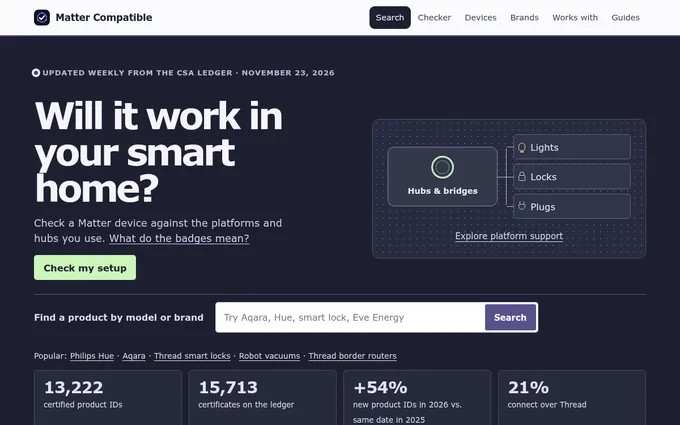 Matter Compatible
Search
Checker
Devices
Brands
Works with
Guides
UPDATED WEEKLY FROM THE CSA LEDGER · NOVEMBER 23, 2026
Will it work in
your smart
home?
Check a Matter device against the platforms and
hubs you use. What do the badges mean?
Check my setup
Hubs & bridges
Lights
Locks
Plugs
Explore platform support
Find a product by model or brand
Try Aqara, Hue, smart lock, Eve Energy
Search
Popular: Philips Hue · Aqara · Thread smart locks · Robot vacuums · Thread border routers
13,222
certified product IDs
15,713
certificates on the ledger
+54%
new product IDs in 2026 vs.
same date in 2025
21%
connect over Thread